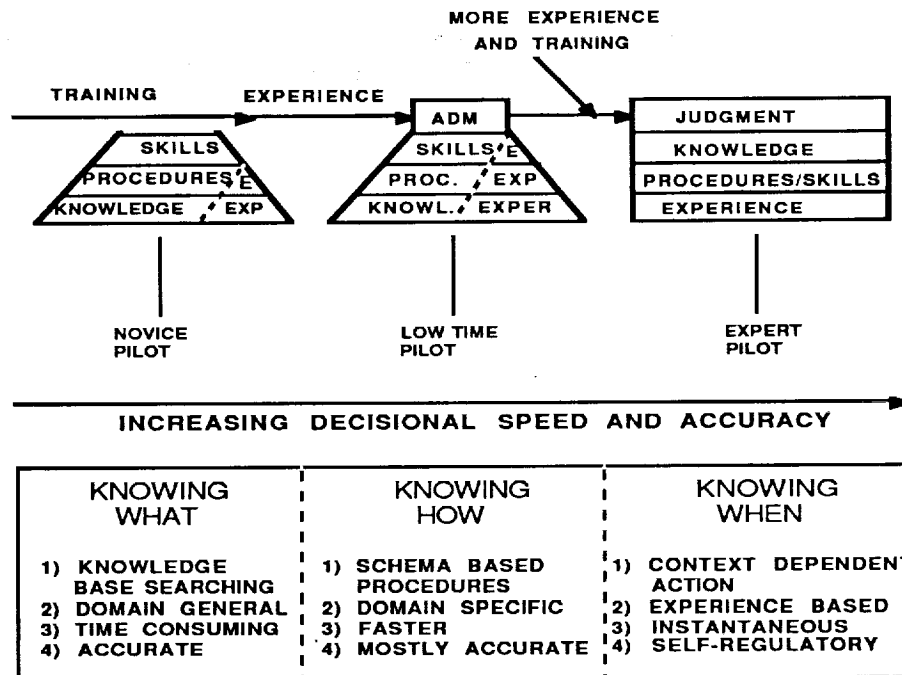 MORE EXPERIENCE
AND TRAINING
TRAINING
EXPERIENCE
SKILLS
PROCEDURES E
KNOWLEDGE EXP
ADM
SKILLS E
PROC. EXP
KNOWL. EXPER
JUDGMENT
KNOWLEDGE
PROCEDURES/SKILLS
EXPERIENCE
NOVICE
PILOT
LOW TIME
PILOT
EXPERT
PILOT
INCREASING DECISIONAL SPEED AND ACCURACY
KNOWING
WHAT
1) KNOWLEDGE
BASE SEARCHING
2) DOMAIN GENERAL
3) TIME CONSUMING
4) ACCURATE
KNOWING
HOW
1) SCHEMA BASED
PROCEDURES
2) DOMAIN SPECIFIC
3) FASTER
4) MOSTLY ACCURATE
KNOWING
WHEN
1) CONTEXT DEPENDENT
ACTION
2) EXPERIENCE BASED
3) INSTANTANEOUS
4) SELF-REGULATORY